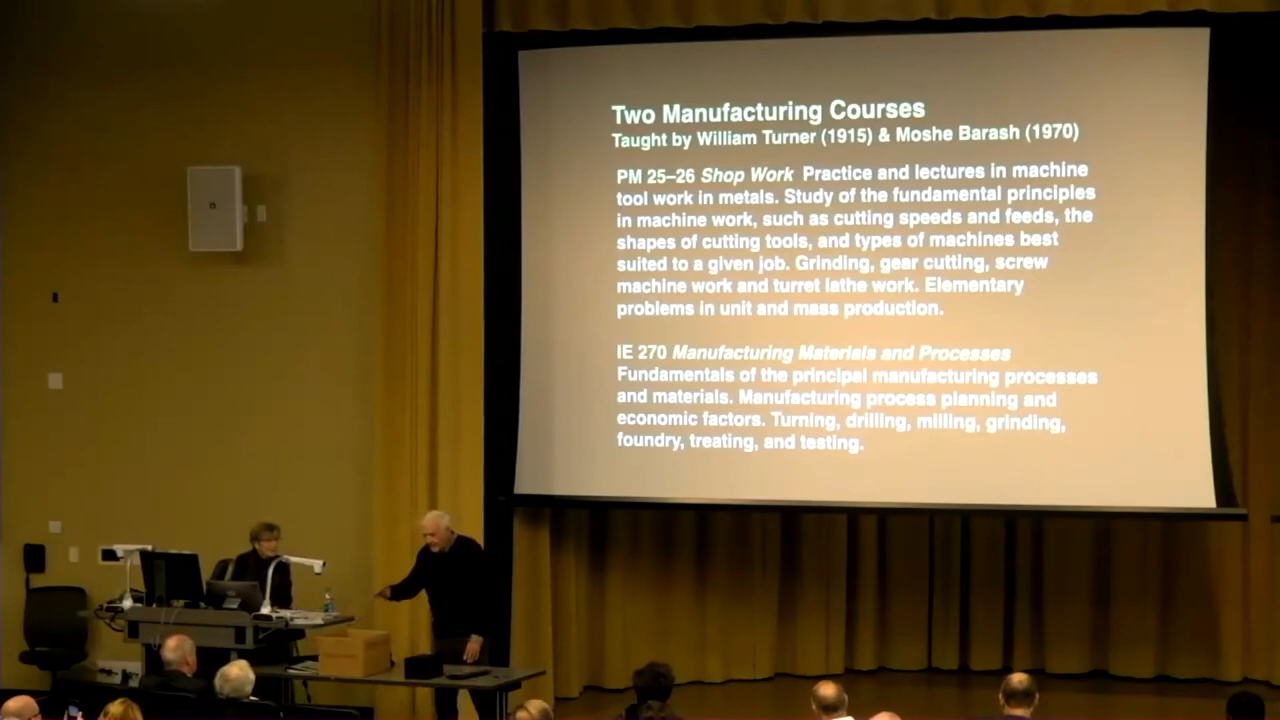 Two Manufacturing Courses
Taught by William Turner (1915) & Moshe Barash (1970)
PM 25–26 Shop Work Practice and lectures in machine
tool work in metals. Study of the fundamental principles
in machine work, such as cutting speeds and feeds, the
shapes of cutting tools, and types of machines best
suited to a given job. Grinding, gear cutting, screw
machine work and turret lathe work. Elementary
problems in unit and mass production.
IE 270 Manufacturing Materials and Processes
Fundamentals of the principal manufacturing processes
and materials. Manufacturing process planning and
economic factors. Turning, drilling, milling, grinding,
foundry, treating, and testing.